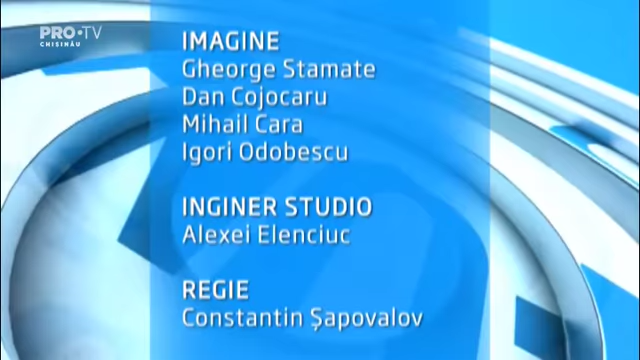 PRO•TV
CHIȘINĂU
IMAGINE
Gheorge Stamate
Dan Cojocaru
Mihail Cara
Igori Odobescu
INGINER STUDIO
Alexei Elenciuc
REGIE
Constantin Șapovalov